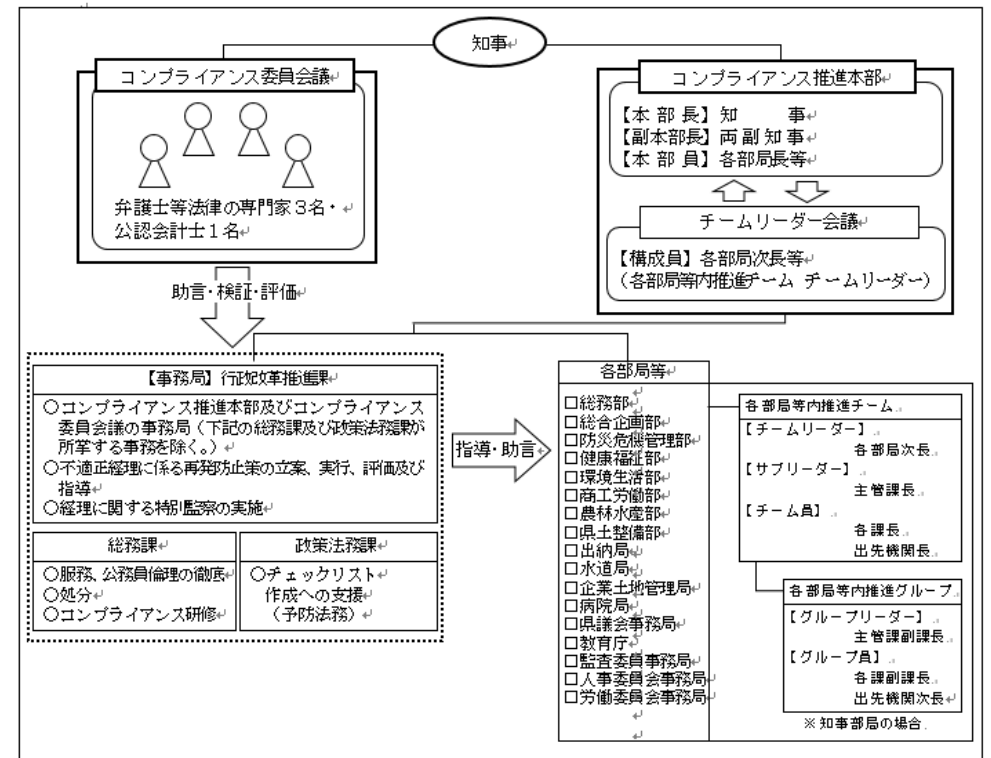 知事
コンプライアンス委員会議
弁護士等法律の専門家３名・
公認会計士１名
助言・検証・評価
コンプライアンス推進本部
【本 部 長】知　　事
【副本部長】両 副 知 事
【本 部 員】各部局長等
チームリーダー会議
【構成員】各部局次長等
（各部局等内推進チーム チームリーダー）
【事務局】行政改革推進課
○コンプライアンス推進本部及びコンプライアンス
委員会議の事務局（下記の総務課及び政策法務課が
所掌する事務を除く。）
○不適正経理に係る再発防止策の立案、実行、評価及び
指導
○経理に関する特別監察の実施
総務課
○服務、公務員倫理の徹底
○処分
○コンプライアンス研修
政策法務課
○チェックリスト
作成への支援
（予防法務）
指導・助言
各部局等
□総務部
□総合企画部
□防災危機管理部
□健康福祉部
□環境生活部
□商工労働部
□農林水産部
□県土整備部
□出納局
□水道局
□企業土地管理局
□病院局
□県議会事務局
□教育庁
□監査委員事務局
□人事委員会事務局
□労働委員会事務局
各部局等内推進チーム
【チームリーダー】
各部局次長
【サブリーダー】
主管課長
【チーム員】
各課長
出先機関長
各部局等内推進グループ
【グループリーダー】
主管課副課長
【グループ員】
各課副課長
出先機関次長
※知事部局の場合